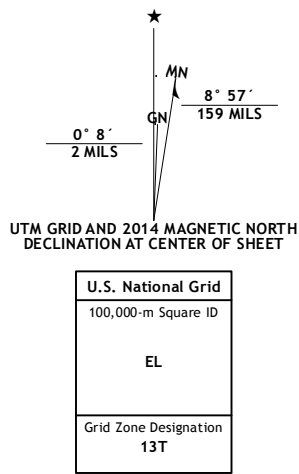 MN
GN
8° 57´
159 MILS
0° 8´
2 MILS
UTM GRID AND 2014 MAGNETIC NORTH
DECLINATION AT CENTER OF SHEET
U.S. National Grid
100,000-m Square ID
EL
Grid Zone Designation
13T